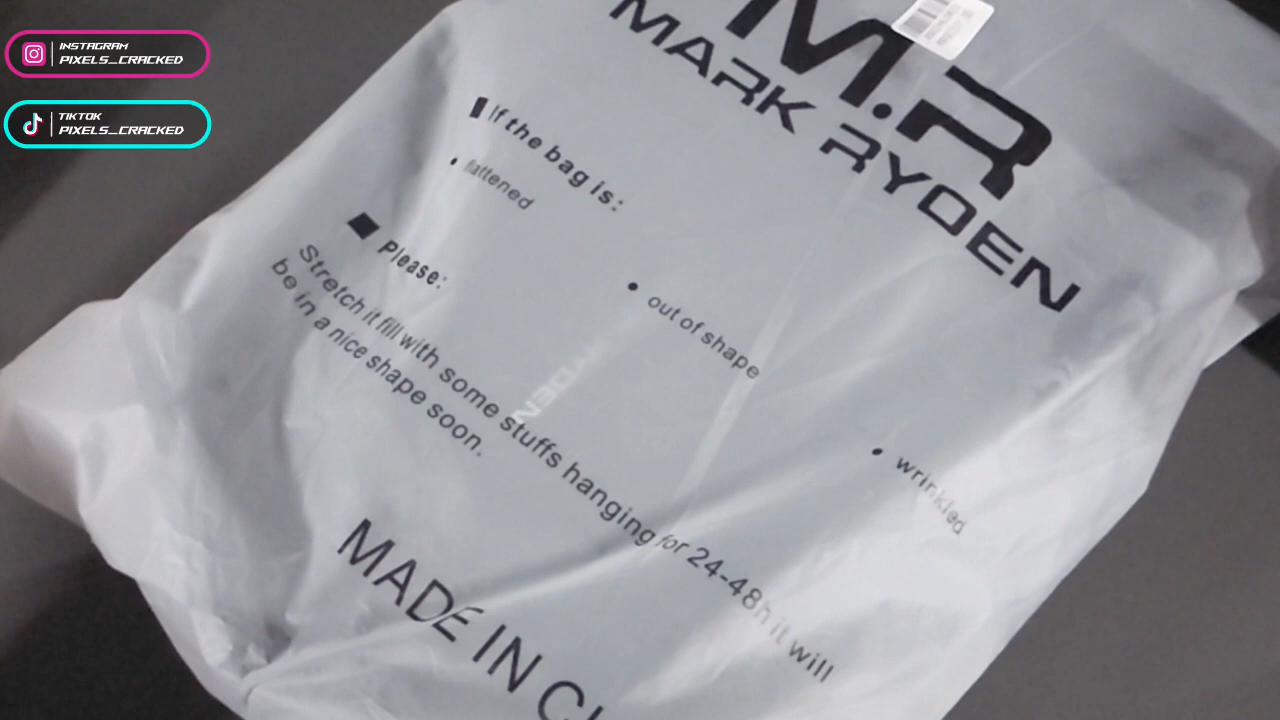 INSTAGRAM
PIXELS_CRACKED
TIKTOK
PIXELS_CRACKED
M.R
MARK RYDEN
If the bag is:
• flattened
• out of shape
• wrinkled
Please:
Stretch it fill with some stuffs hanging for 24-48h it will
be in a nice shape soon.
MADE IN